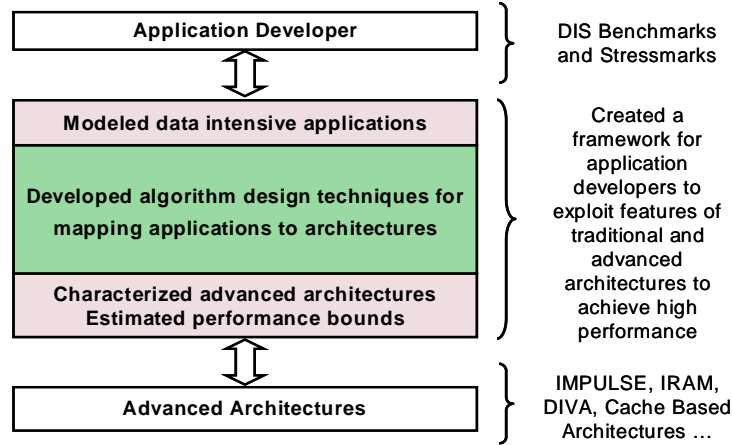 Application Developer
DIS Benchmarks
and Stressmarks
Modeled data intensive applications
Developed algorithm design techniques for
mapping applications to architectures
Characterized advanced architectures
Estimated performance bounds
Created a
framework for
application
developers to
exploit features of
traditional and
advanced
architectures to
achieve high
performance
Advanced Architectures
IMPULSE, IRAM,
DIVA, Cache Based
Architectures …